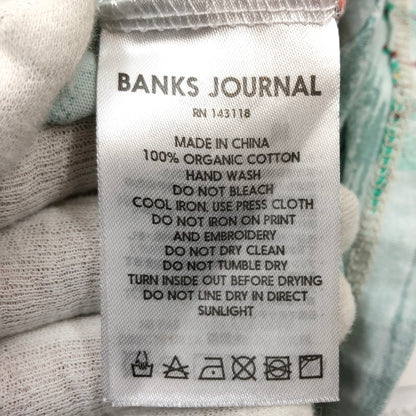 BANKS JOURNAL
RN 143118
MADE IN CHINA
100% ORGANIC COTTON
HAND WASH
DO NOT BLEACH
COOL IRON, USE PRESS CLOTH
DO NOT IRON ON PRINT
AND EMBROIDERY
DO NOT DRY CLEAN
DO NOT TUMBLE DRY
TURN INSIDE OUT BEFORE DRYING
DO NOT LINE DRY IN DIRECT
SUNLIGHT